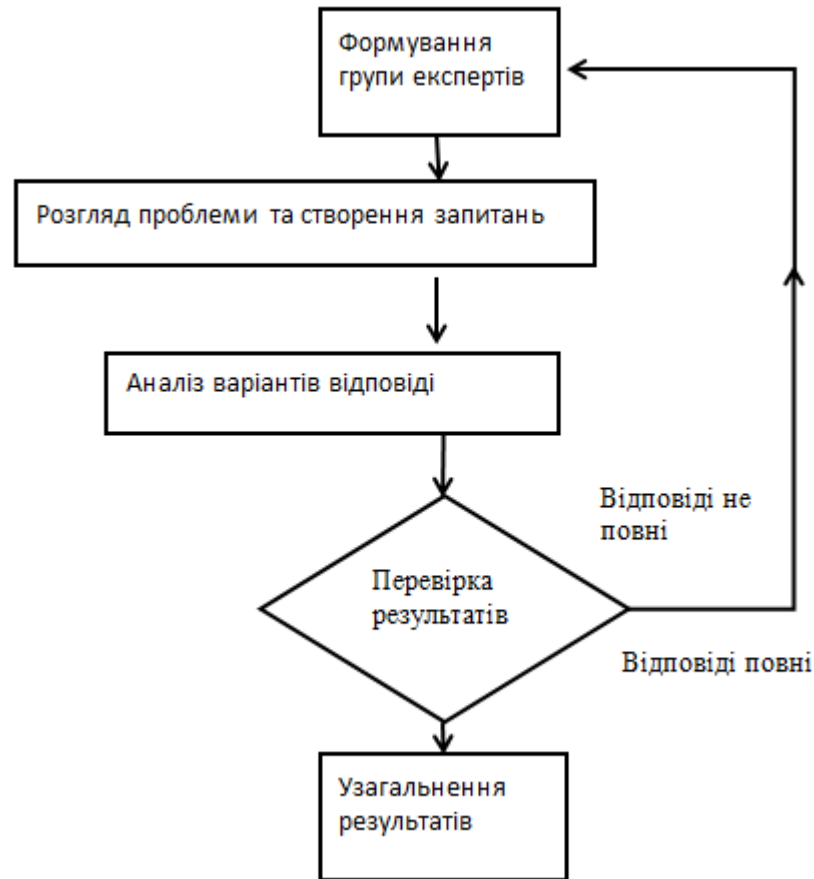 Формування
групи експертів
Розгляд проблеми та створення запитань
Аналіз варіантів відповіді
Відповіді не
повні
Перевірка
результатів
Відповіді повні
Узагальнення
результатів